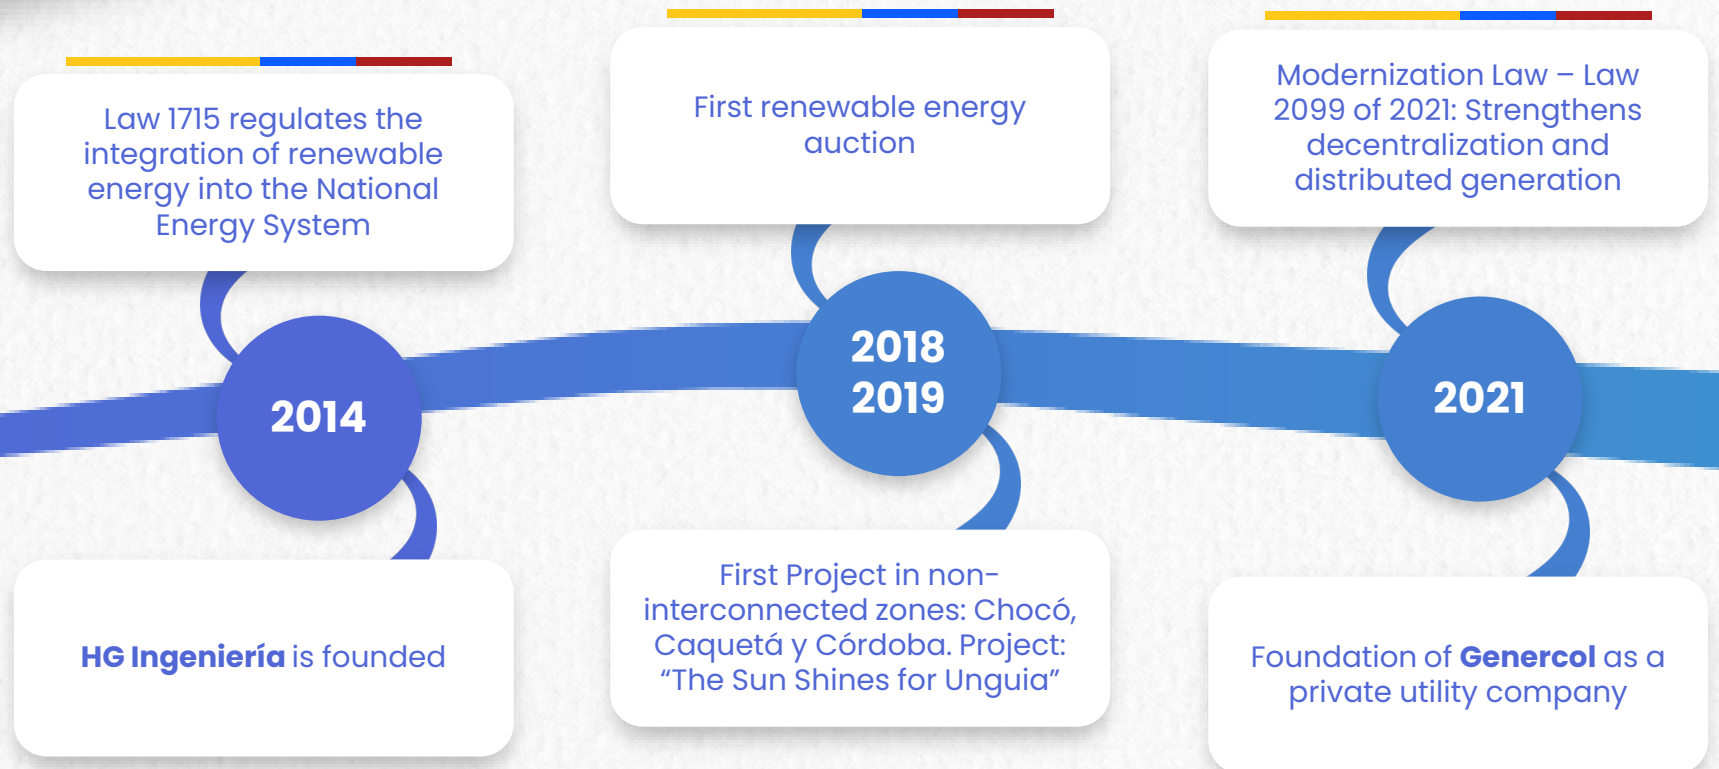 Law 1715 regulates the
integration of renewable
energy into the National
Energy System
First renewable energy
auction
Modernization Law – Law
2099 of 2021: Strengthens
decentralization and
distributed generation
2014
2018
2019
2021
HG Ingeniería is founded
First Project in non-
interconnected zones: Chocó,
Caquetá y Córdoba. Project:
“The Sun Shines for Unguia”
Foundation of Genercol as a
private utility company